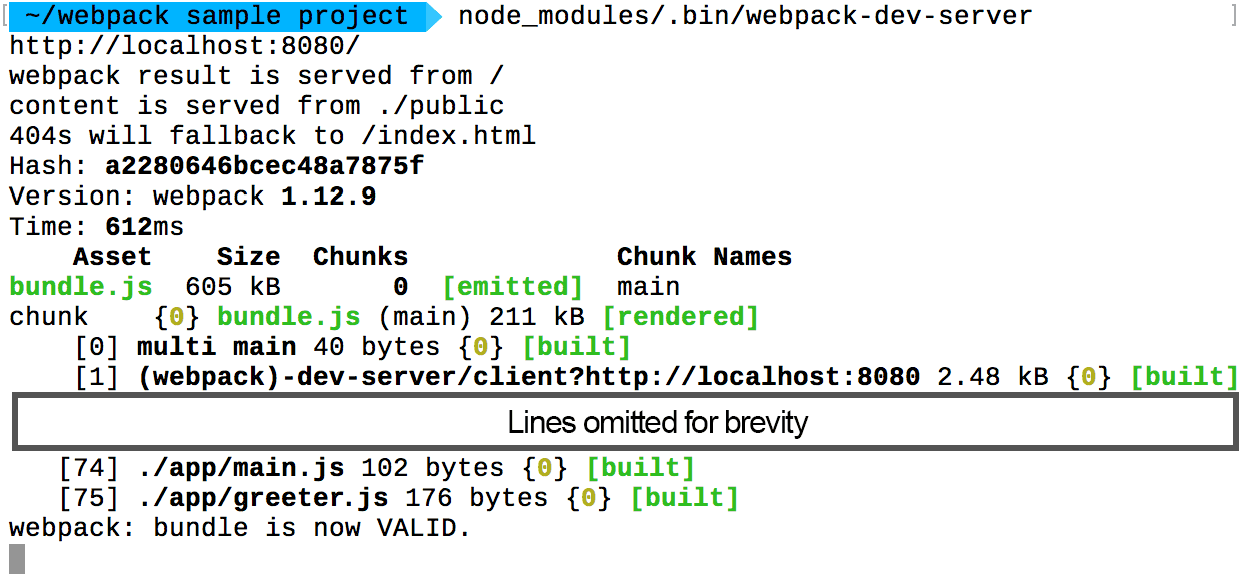 ~/webpack sample project node_modules/.bin/webpack-dev-server
http://localhost:8080/
webpack result is served from /
content is served from ./public
404s will fallback to /index.html
Hash: a2280646bcec48a7875f
Version: webpack 1.12.9
Time: 612ms
Asset Size Chunks Chunk Names
bundle.js 605 kB 0 [emitted] main
chunk {0} bundle.js (main) 211 kB [rendered]
[0] multi main 40 bytes {0} [built]
[1] (webpack)-dev-server/client?http://localhost:8080 2.48 kB {0} [built]
Lines omitted for brevity
[74] ./app/main.js 102 bytes {0} [built]
[75] ./app/greeter.js 176 bytes {0} [built]
webpack: bundle is now VALID.